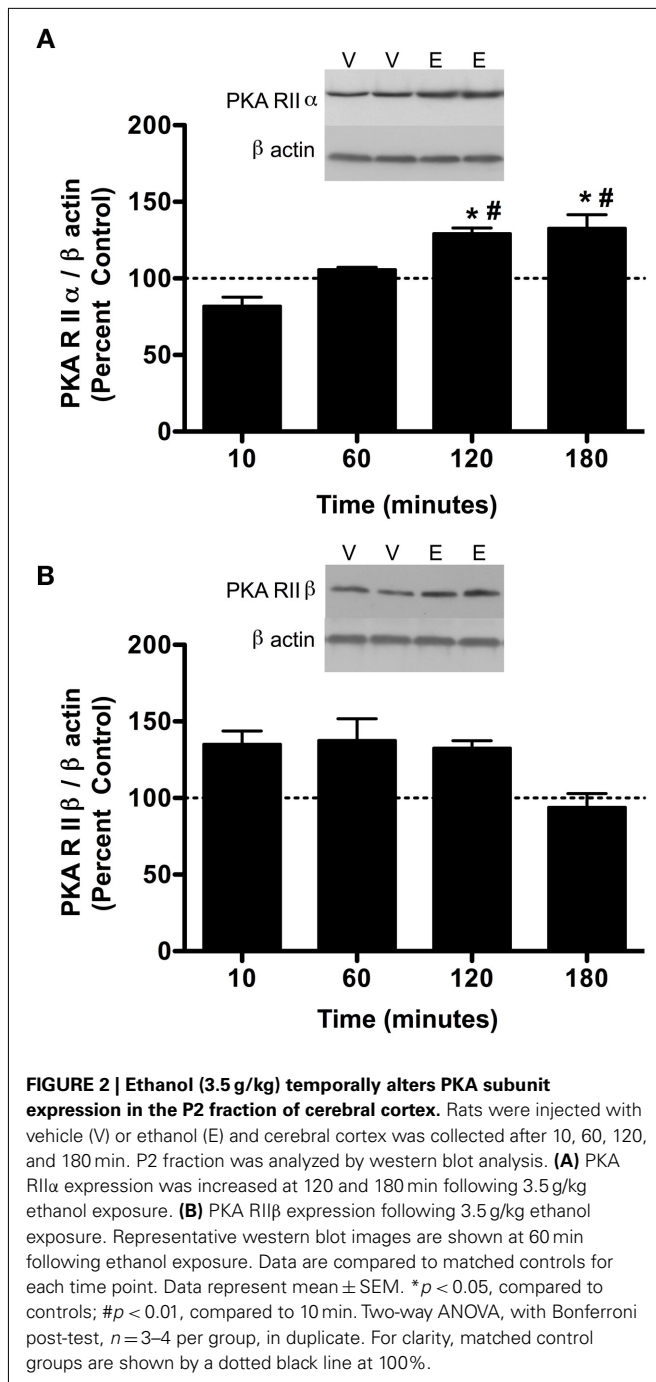 A
V V E E
PKA RII α
β actin
PKA R II α / β actin
(Percent Control)
200
150
100
50
0
* #
* #
10 60 120 180
Time (minutes)
B
V V E E
PKA RII β
β actin
PKA R II β / β actin
(Percent Control)
200
150
100
50
0
10 60 120 180
Time (minutes)
FIGURE 2 | Ethanol (3.5 g/kg) temporally alters PKA subunit
expression in the P2 fraction of cerebral cortex. Rats were injected with
vehicle (V) or ethanol (E) and cerebral cortex was collected after 10, 60, 120,
and 180 min. P2 fraction was analyzed by western blot analysis. (A) PKA
RIIα expression was increased at 120 and 180 min following 3.5 g/kg
ethanol exposure. (B) PKA RIIβ expression following 3.5 g/kg ethanol
exposure. Representative western blot images are shown at 60 min
following ethanol exposure. Data are compared to matched controls for
each time point. Data represent mean ± SEM. *p < 0.05, compared to
controls; #p < 0.01, compared to 10 min. Two-way ANOVA, with Bonferroni
post-test, n = 3–4 per group, in duplicate. For clarity, matched control
groups are shown by a dotted black line at 100%.